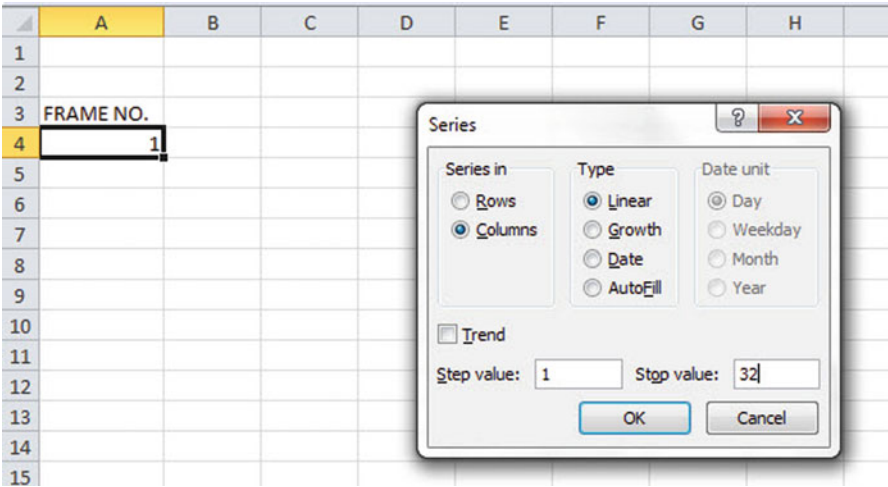 A B C D E F G H
1
2
3 FRAME NO.
4 1
5
6
7
8
9
10
11
12
13
14
15
Series ?
Series in
Rows
Columns
Type
Linear
Growth
Date
AutoFill
Date unit
Day
Weekday
Month
Year
Trend
Step value: 1 Stop value: 32
OK Cancel